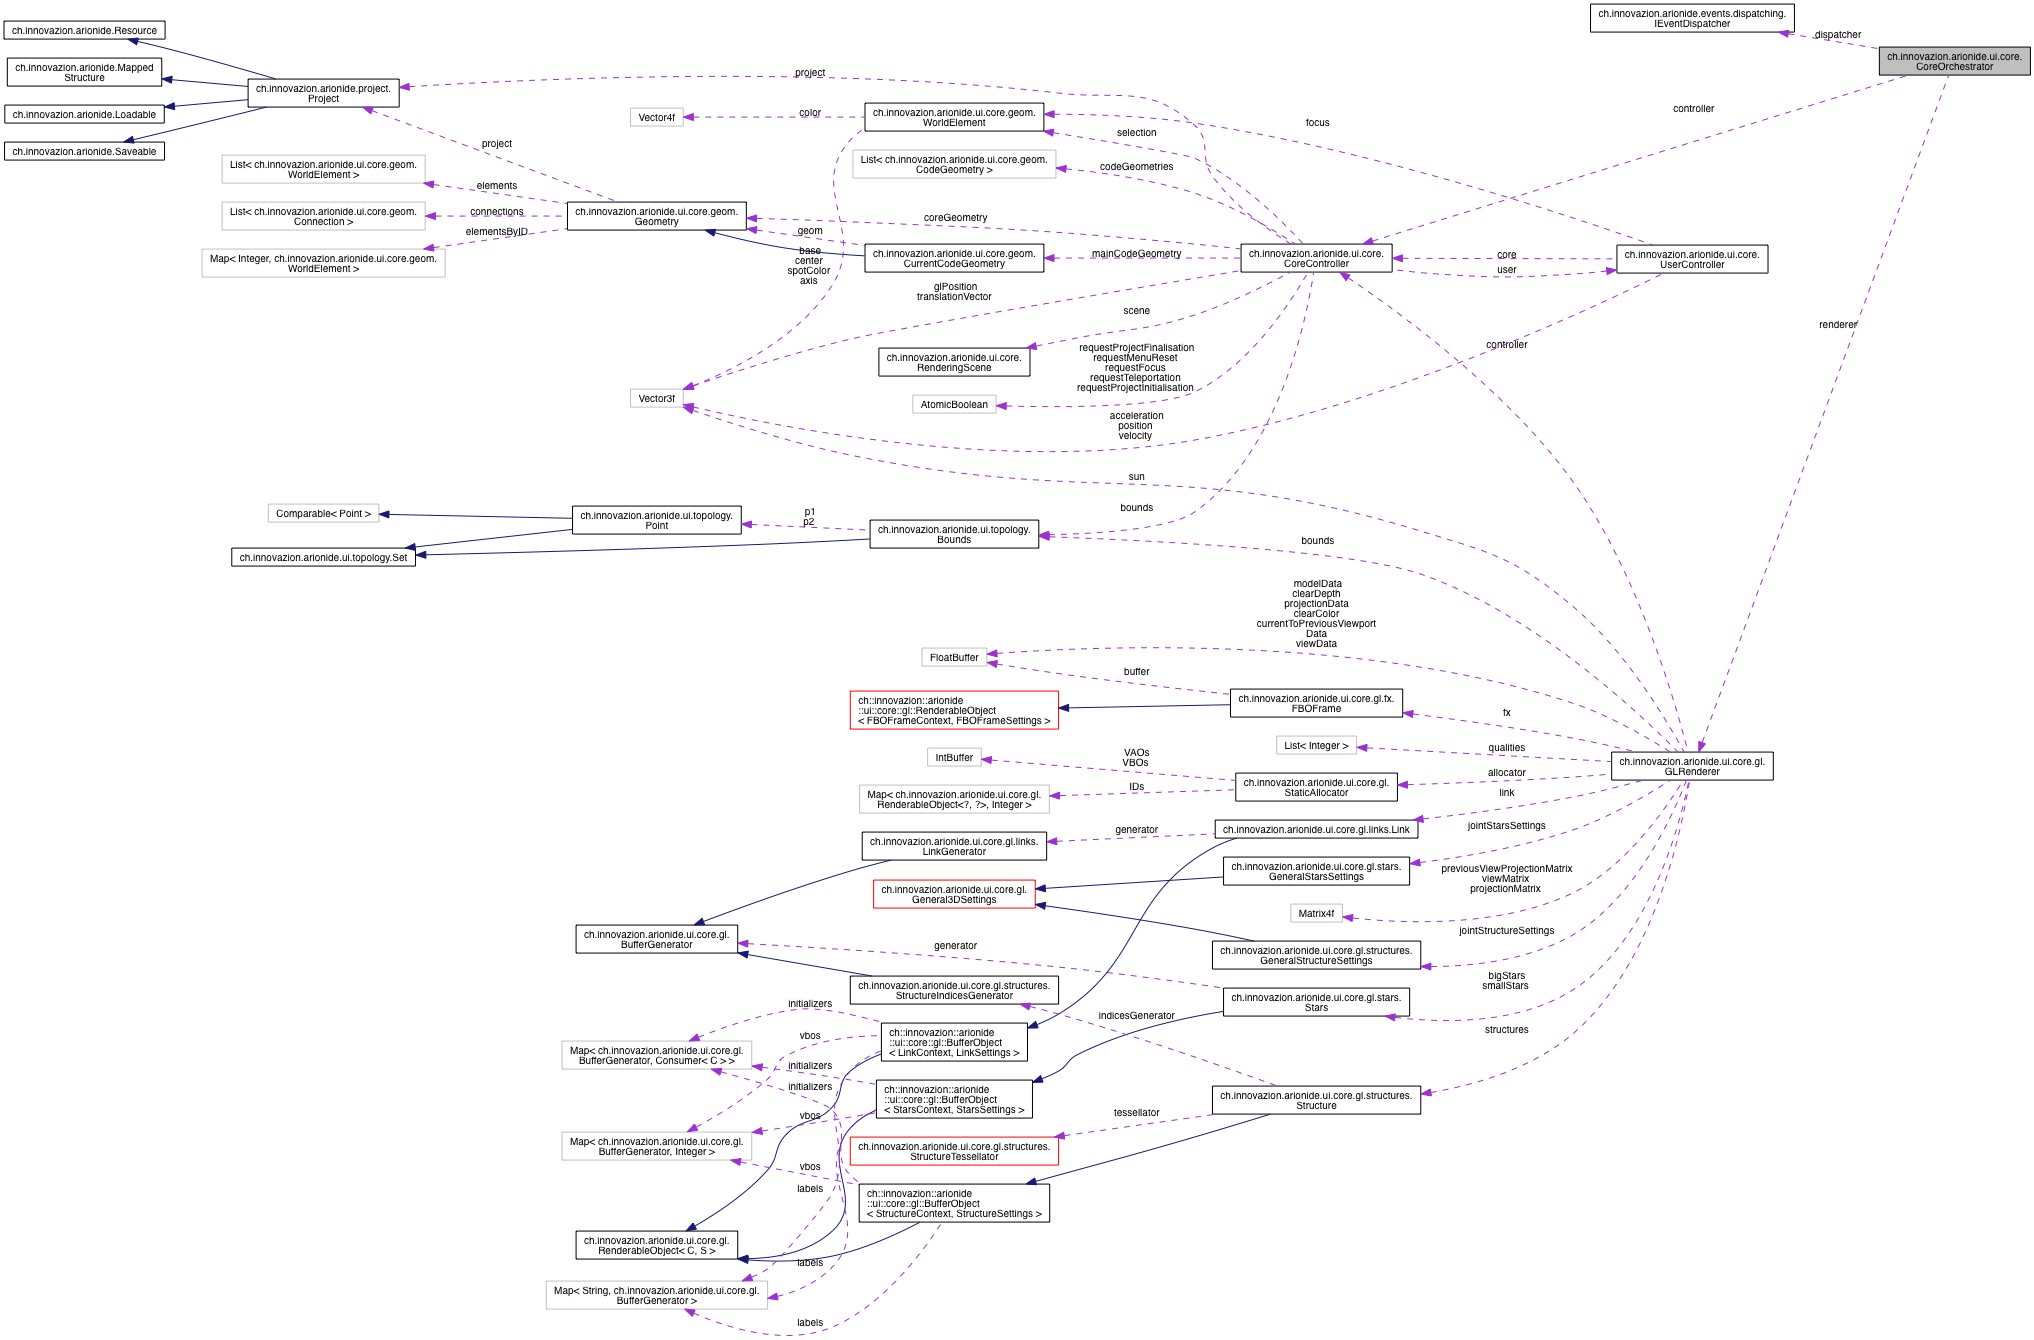 ch.innovazion.arionide.events.dispatching.
IEventDispatcher
ch.innovazion.arionide.Resource
dispatcher
ch.innovazion.arionide.ui.core.
CoreOrchestrator
ch.innovazion.arionide.Mapped
Structure
project
ch.innovazion.arionide.project.
Project
ch.innovazion.arionide.Loadable
Vector4f
color
ch.innovazion.arionide.ui.core.geom.
WorldElement
controller
focus
selection
ch.innovazion.arionide.Saveable
project
List< ch.innovazion.arionide.ui.core.geom.
WorldElement >
List< ch.innovazion.arionide.ui.core.geom.
CodeGeometry >
codeGeometries
elements
List< ch.innovazion.arionide.ui.core.geom.
Connection >
connections
ch.innovazion.arionide.ui.core.geom.
Geometry
coreGeometry
elementsByID
geom
Map< Integer, ch.innovazion.arionide.ui.core.geom.
WorldElement >
base
center
spotColor
axis
ch.innovazion.arionide.ui.core.geom.
CurrentCodeGeometry
mainCodeGeometry
ch.innovazion.arionide.ui.core.
CoreController
core
user
ch.innovazion.arionide.ui.core.
UserController
glPosition
translationVector
scene
renderer
ch.innovazion.arionide.ui.core.
RenderingScene
requestProjectFinalisation
requestMenuReset
requestFocus
requestTeleportation
requestProjectInitialisation
controller
Vector3f
AtomicBoolean
acceleration
position
velocity
sun
Comparable< Point >
ch.innovazion.arionide.ui.topology.
Point
p1
p2
ch.innovazion.arionide.ui.topology.
Bounds
bounds
ch.innovazion.arionide.ui.topology.Set
bounds
modelData
clearDepth
projectionData
clearColor
currentToPreviousViewport
Data
viewData
FloatBuffer
buffer
ch::innovazion::arionide
::ui::core::gl::RenderableObject
< FBOFrameContext, FBOFrameSettings >
ch.innovazion.arionide.ui.core.gl.fx.
FBOFrame
fx
List< Integer >
qualities
IntBuffer
VAOs
VBOs
ch.innovazion.arionide.ui.core.gl.
GLRenderer
allocator
ch.innovazion.arionide.ui.core.gl.
StaticAllocator
IDs
Map< ch.innovazion.arionide.ui.core.gl.
RenderableObject<?, ?>, Integer >
link
generator
ch.innovazion.arionide.ui.core.gl.links.Link
jointStarsSettings
ch.innovazion.arionide.ui.core.gl.links.
LinkGenerator
ch.innovazion.arionide.ui.core.gl.stars.
GeneralStarsSettings
ch.innovazion.arionide.ui.core.gl.
General3DSettings
previousViewProjectionMatrix
viewMatrix
projectionMatrix
Matrix4f
ch.innovazion.arionide.ui.core.gl.
BufferGenerator
generator
jointStructureSettings
ch.innovazion.arionide.ui.core.gl.structures.
GeneralStructureSettings
ch.innovazion.arionide.ui.core.gl.structures.
StructureIndicesGenerator
bigStars
smallStars
ch.innovazion.arionide.ui.core.gl.stars.
Stars
initializers
indicesGenerator
structures
vbos
ch::innovazion::arionide
::ui::core::gl::BufferObject
< LinkContext, LinkSettings >
Map< ch.innovazion.arionide.ui.core.gl.
BufferGenerator, Consumer< C > >
initializers
initializers
ch::innovazion::arionide
::ui::core::gl::BufferObject
< StarsContext, StarsSettings >
ch.innovazion.arionide.ui.core.gl.structures.
Structure
vbos
tessellator
Map< ch.innovazion.arionide.ui.core.gl.
BufferGenerator, Integer >
ch.innovazion.arionide.ui.core.gl.structures.
StructureTessellator
vbos
labels
ch::innovazion::arionide
::ui::core::gl::BufferObject
< StructureContext, StructureSettings >
ch.innovazion.arionide.ui.core.gl.
RenderableObject< C, S >
labels
Map< String, ch.innovazion.arionide.ui.core.gl.
BufferGenerator >
labels